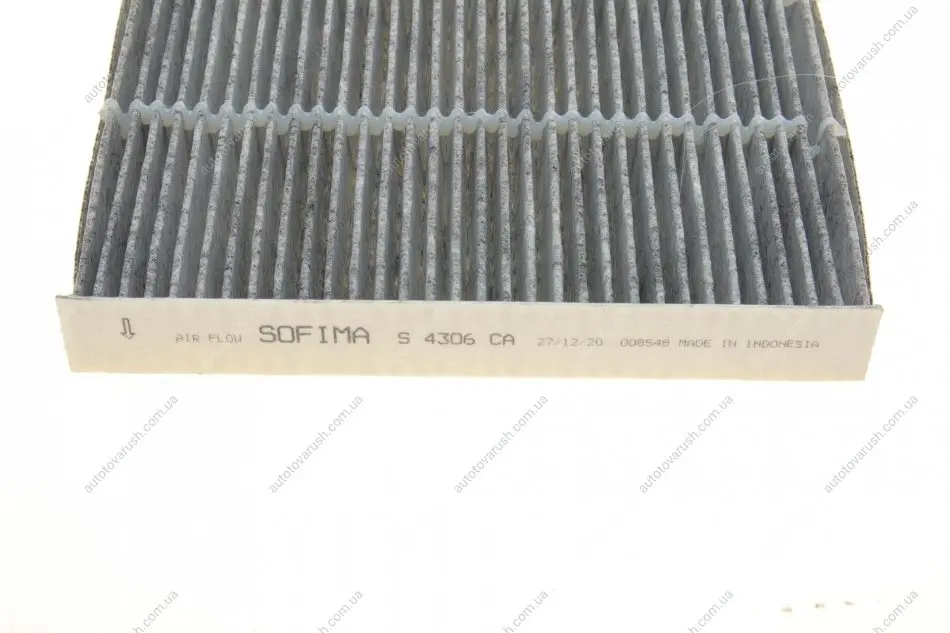 ⇩ AIR FLOW SOFIMA S 4306 CA 27/12/20 008548 MADE IN INDONESIA
autotovarush.com.ua